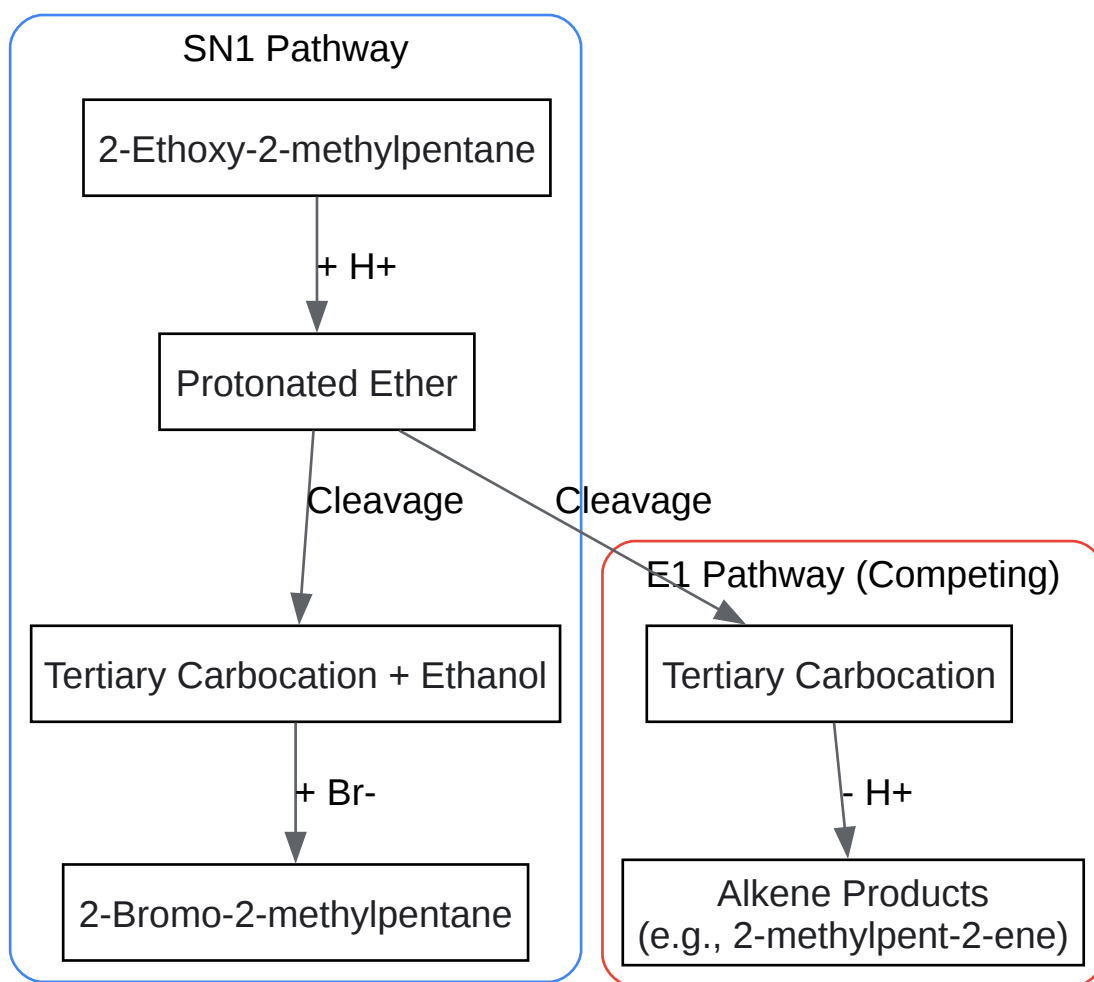 SN1 Pathway
2-Ethoxy-2-methylpentane
+ H+
Protonated Ether
Cleavage
Cleavage
E1 Pathway (Competing)
Tertiary Carbocation + Ethanol
Tertiary Carbocation
+ Br-
- H+
2-Bromo-2-methylpentane
Alkene Products
(e.g., 2-methylpent-2-ene)